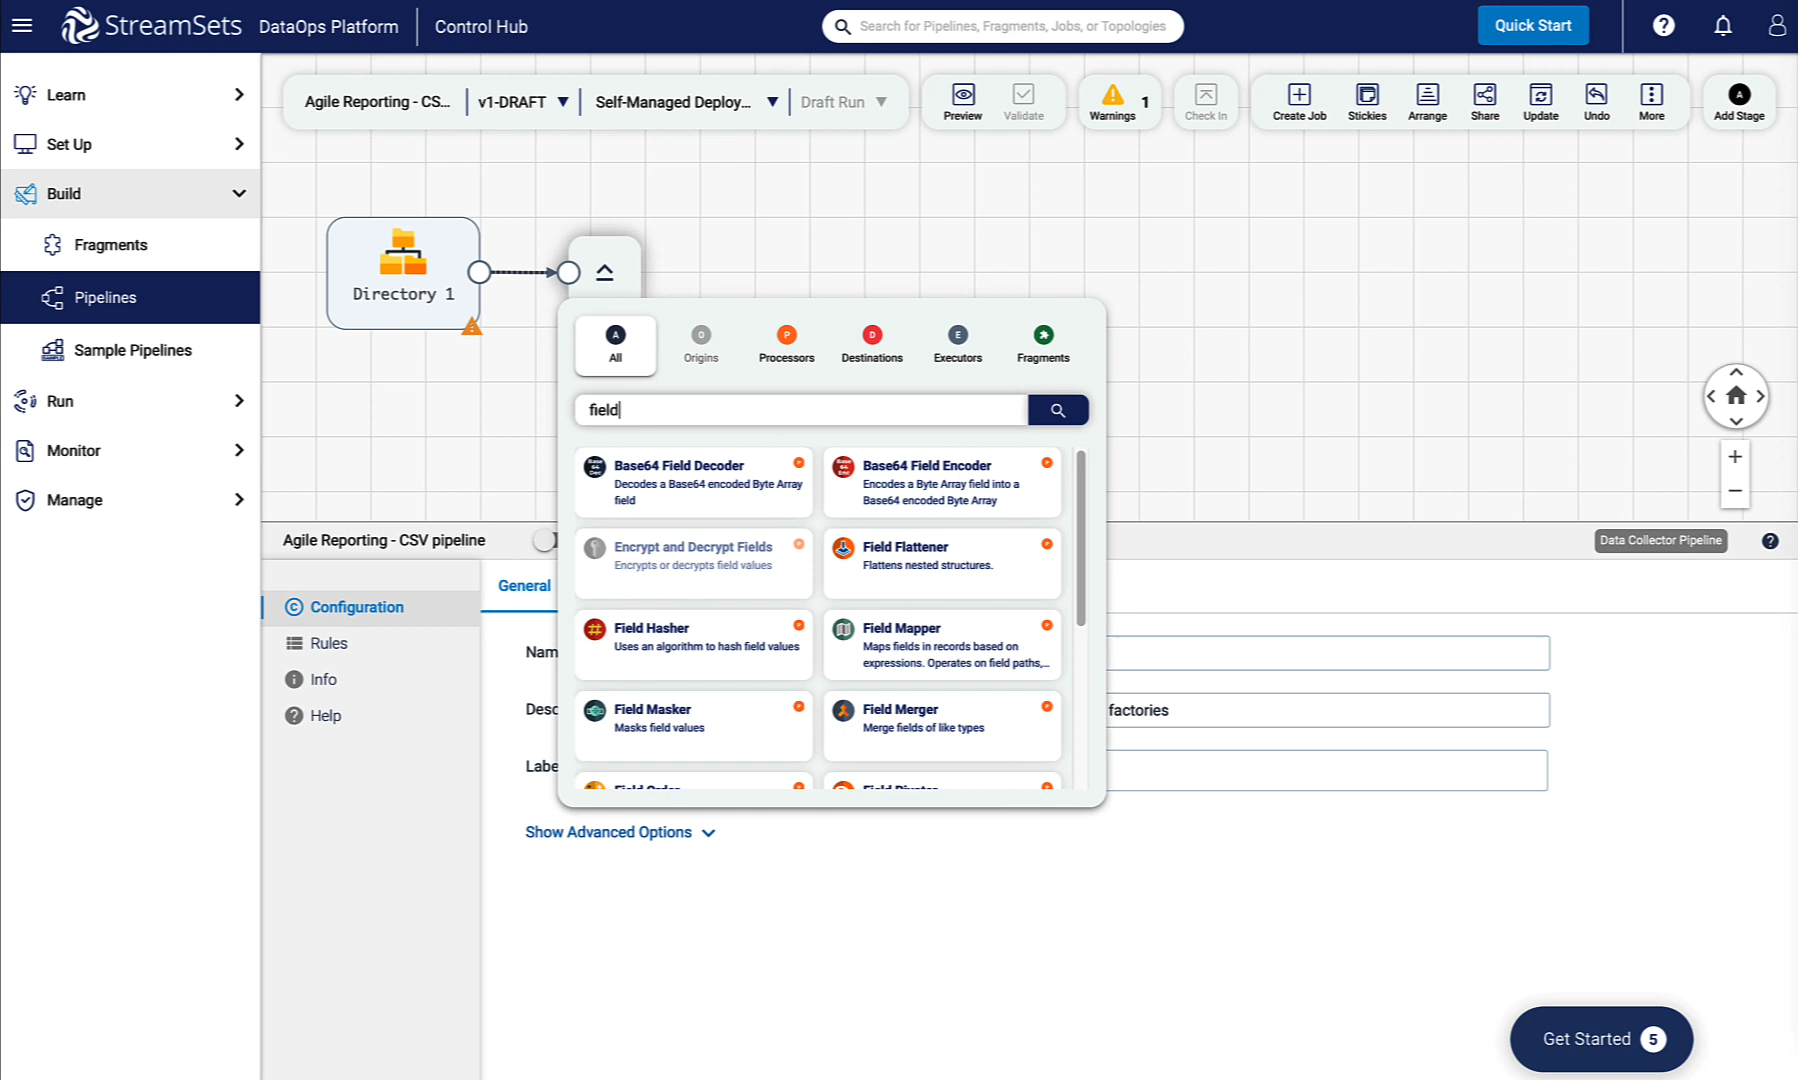 StreamSets DataOps Platform Control Hub
Search for Pipelines, Fragments, Jobs, or Topologies
Quick Start
Learn
Set Up
Build
Fragments
Pipelines
Sample Pipelines
Run
Monitor
Manage
Agile Reporting - CS... v1-DRAFT Self-Managed Deploy... Draft Run
Preview Validate
Warnings 1
Check In
Create Job Stickies Arrange Share Update Undo More
A
Add Stage
Directory 1
A O P D E
All Origins Processors Destinations Executors Fragments
field
Base64 Field Decoder
Decodes a Base64 encoded Byte Array
field
Base64 Field Encoder
Encodes a Byte Array field into a
Base64 encoded Byte Array
Encrypt and Decrypt Fields
Encrypts or decrypts field values
Field Flattener
Flattens nested structures.
Field Hasher
Uses an algorithm to hash field values
Field Mapper
Maps fields in records based on
expressions. Operates on field paths,...
Field Masker
Masks field values
Field Merger
Merge fields of like types
Agile Reporting - CSV pipeline
Data Collector Pipeline
Configuration
Rules
Info
Help
General
Nam
Desc
factories
Labe
Show Advanced Options
Get Started 5